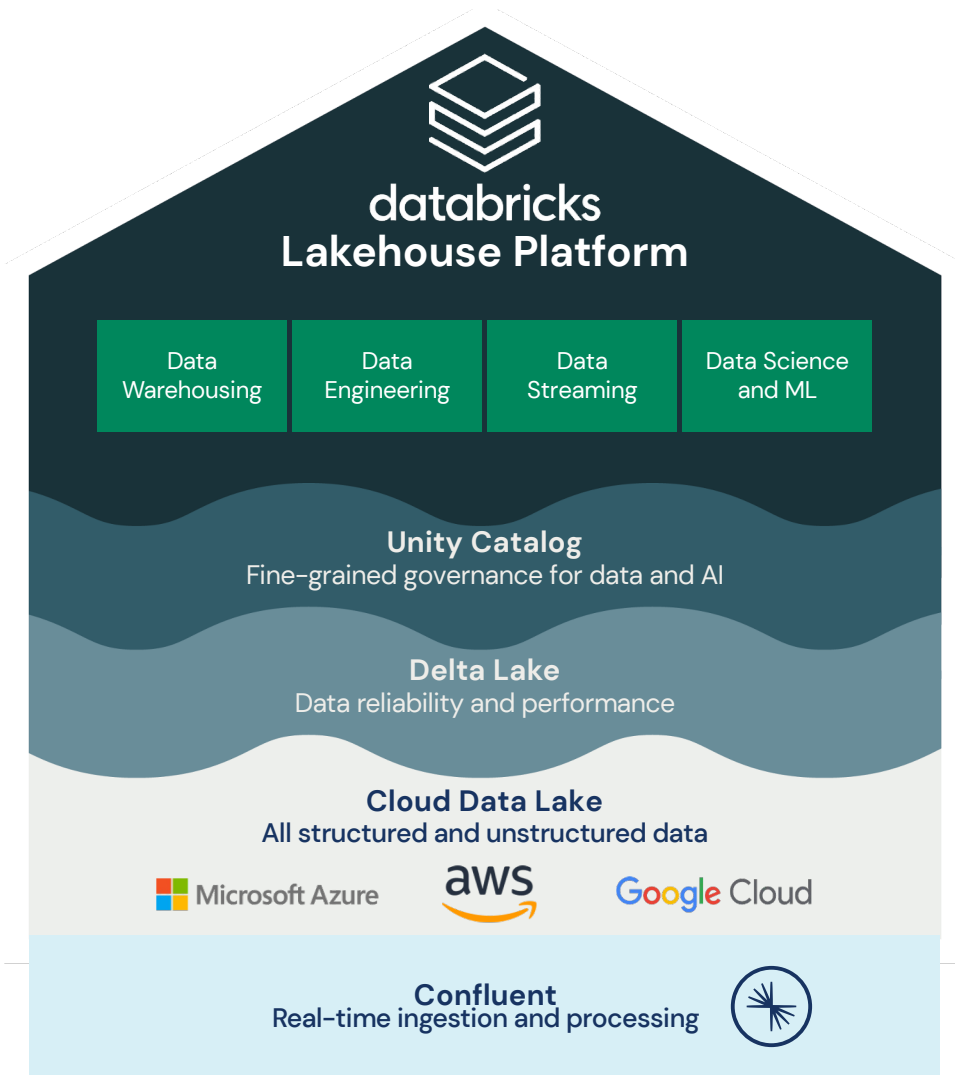 databricks
Lakehouse Platform
Data
Warehousing
Data
Engineering
Data
Streaming
Data Science
and ML
Unity Catalog
Fine-grained governance for data and AI
Delta Lake
Data reliability and performance
Cloud Data Lake
All structured and unstructured data
Microsoft Azure
aws
Google Cloud
Confluent
Real-time ingestion and processing